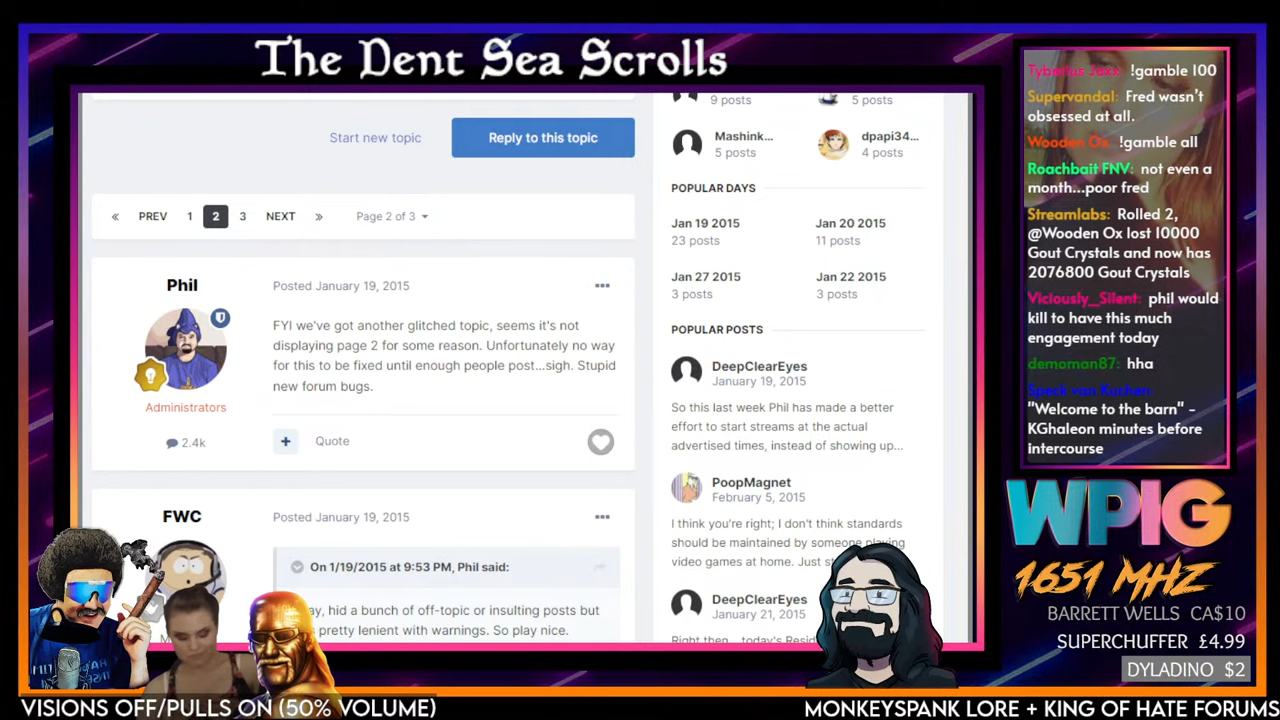 The Dent Sea Scrolls
9 posts
5 posts
Start new topic
Reply to this topic
Mashink...
5 posts
dpapi34...
4 posts
POPULAR DAYS
« PREV 1 2 3 NEXT » Page 2 of 3
Jan 19 2015
23 posts
Jan 20 2015
11 posts
Jan 27 2015
3 posts
Jan 22 2015
3 posts
Phil
Posted January 19, 2015
FYI we've got another glitched topic, seems it's not
displaying page 2 for some reason. Unfortunately no way
for this to be fixed until enough people post...sigh. Stupid
new forum bugs.
Administrators
2.4k
+ Quote
POPULAR POSTS
DeepClearEyes
January 19, 2015
So this last week Phil has made a better
effort to start streams at the actual
advertised times, instead of showing up...
PoopMagnet
February 5, 2015
I think you're right; I don't think standards
should be maintained by someone playing
video games at home. Just
DeepClearEyes
January 21, 2015
Right then... today's Resid
FWC
Posted January 19, 2015
On 1/19/2015 at 9:53 PM, Phil said:
hid a bunch of off-topic or insulting posts but
pretty lenient with warnings. So play nice.
Tyberius Jaxx: !gamble 100
Supervandal: Fred wasn't
obsessed at all.
Wooden Ox: !gamble all
Roachbait FNV: not even a
month...poor fred
Streamlabs: Rolled 2,
@Wooden Ox lost 10000
Gout Crystals and now has
2076800 Gout Crystals
Viciously_Silent: phil would
kill to have this much
engagement today
demoman87: hha
Speck van Kuchen:
"Welcome to the barn" -
KGhaleon minutes before
intercourse
WPIG
1651 MHZ
BARRETT WELLS CA$10
SUPERCHUFFER £4.99
DYLADINO $2
VISIONS OFF/PULLS ON (50% VOLUME)
MONKEYSPANK LORE + KING OF HATE FORUMS